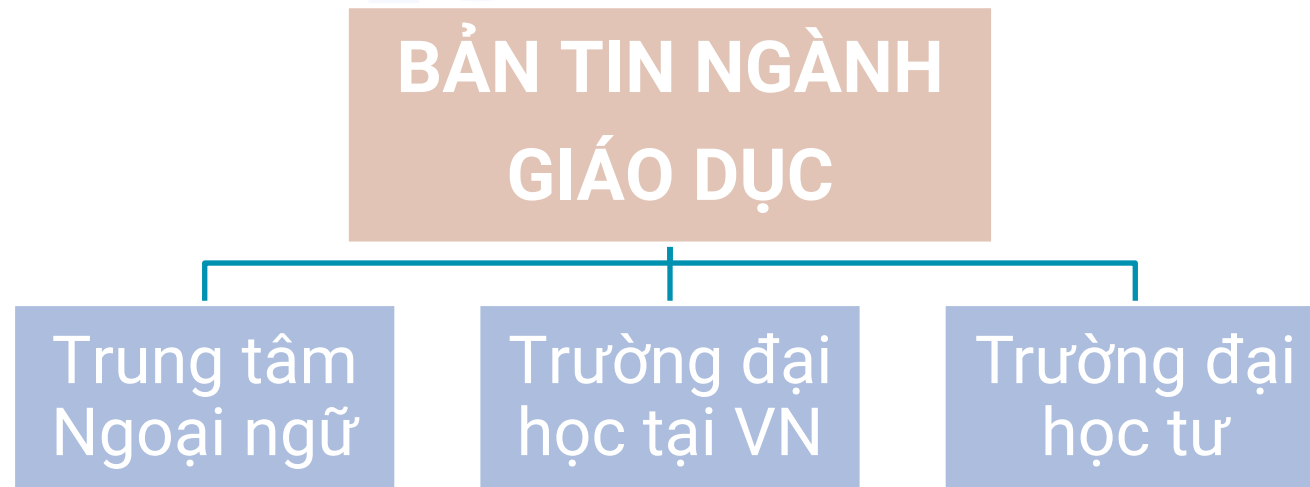 BẢN TIN NGÀNH
GIÁO DỤC
Trung tâm
Ngoại ngữ
Trường đại
học tại VN
Trường đại
học tư